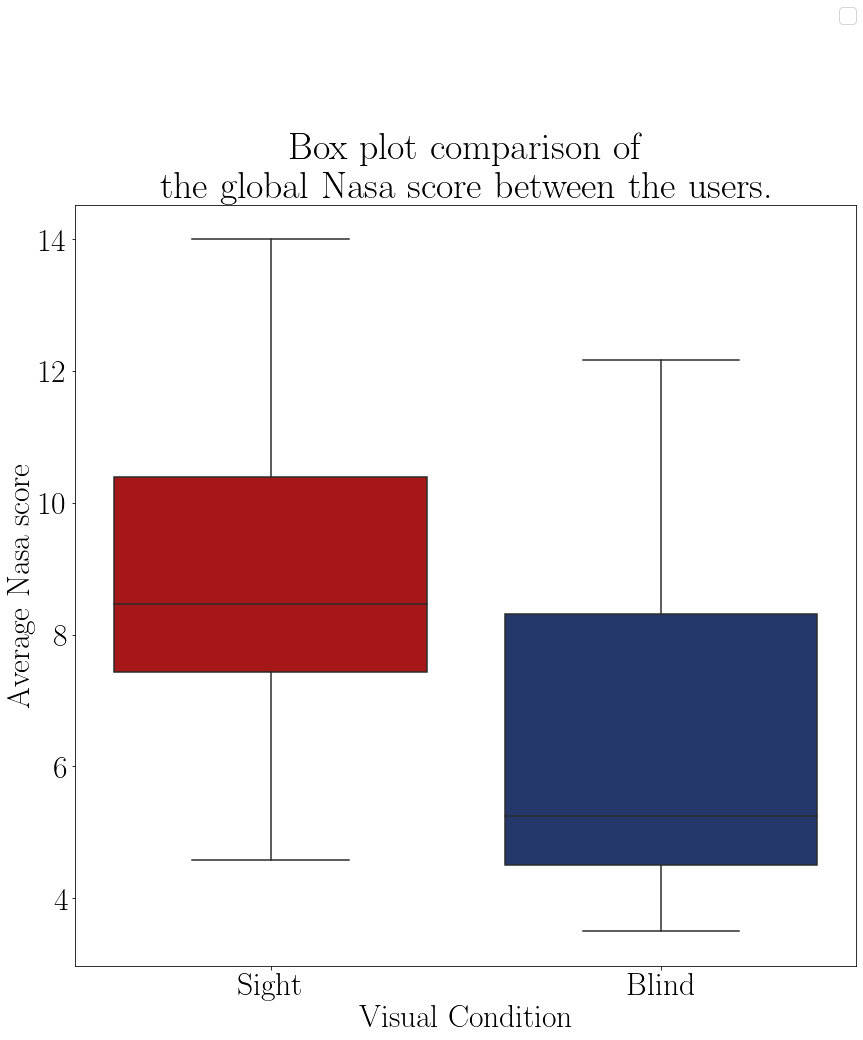 Box plot comparison of
the global Nasa score between the users.
14
12
10
8
6
4
Average Nasa score
Sight
Blind
Visual Condition